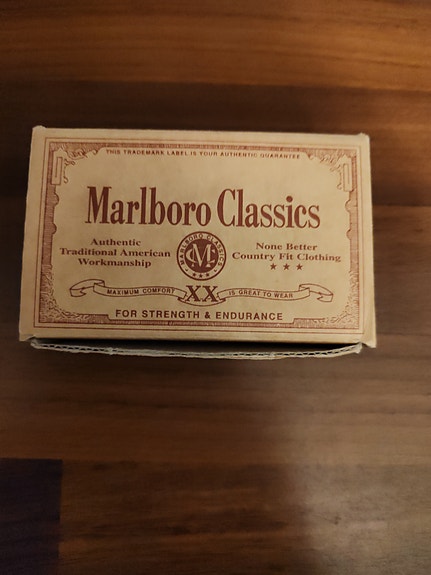 THIS TRADEMARK LABEL IS YOUR AUTHENTIC GUARANTEE
Marlboro Classics
Authentic
Traditional American
Workmanship
MARLBORO CLASSICS
MC
None Better
Country Fit Clothing
MAXIMUM COMFORT XX IS GREAT TO WEAR
FOR STRENGTH & ENDURANCE